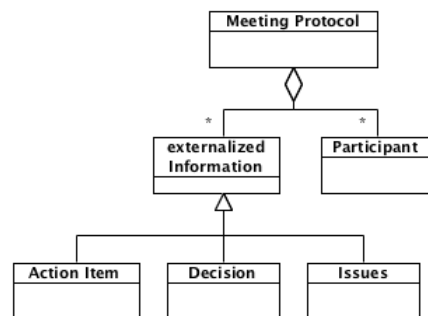 Meeting Protocol
* *
externalized
Information
Participant
Action Item
Decision
Issues